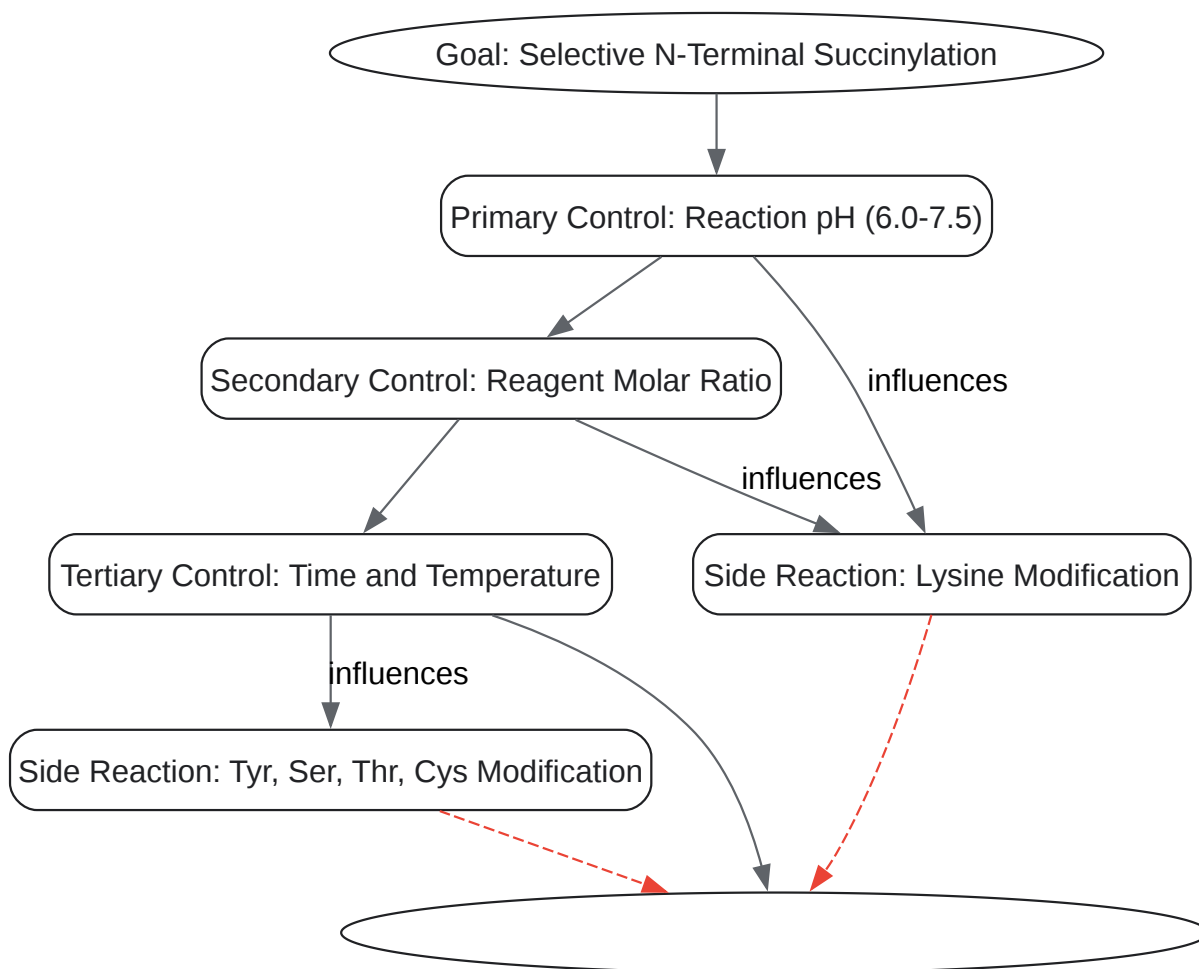 Goal: Selective N-Terminal Succinylation
Primary Control: Reaction pH (6.0-7.5)
Secondary Control: Reagent Molar Ratio
influences
influences
Tertiary Control: Time and Temperature
Side Reaction: Lysine Modification
influences
Side Reaction: Tyr, Ser, Thr, Cys Modification